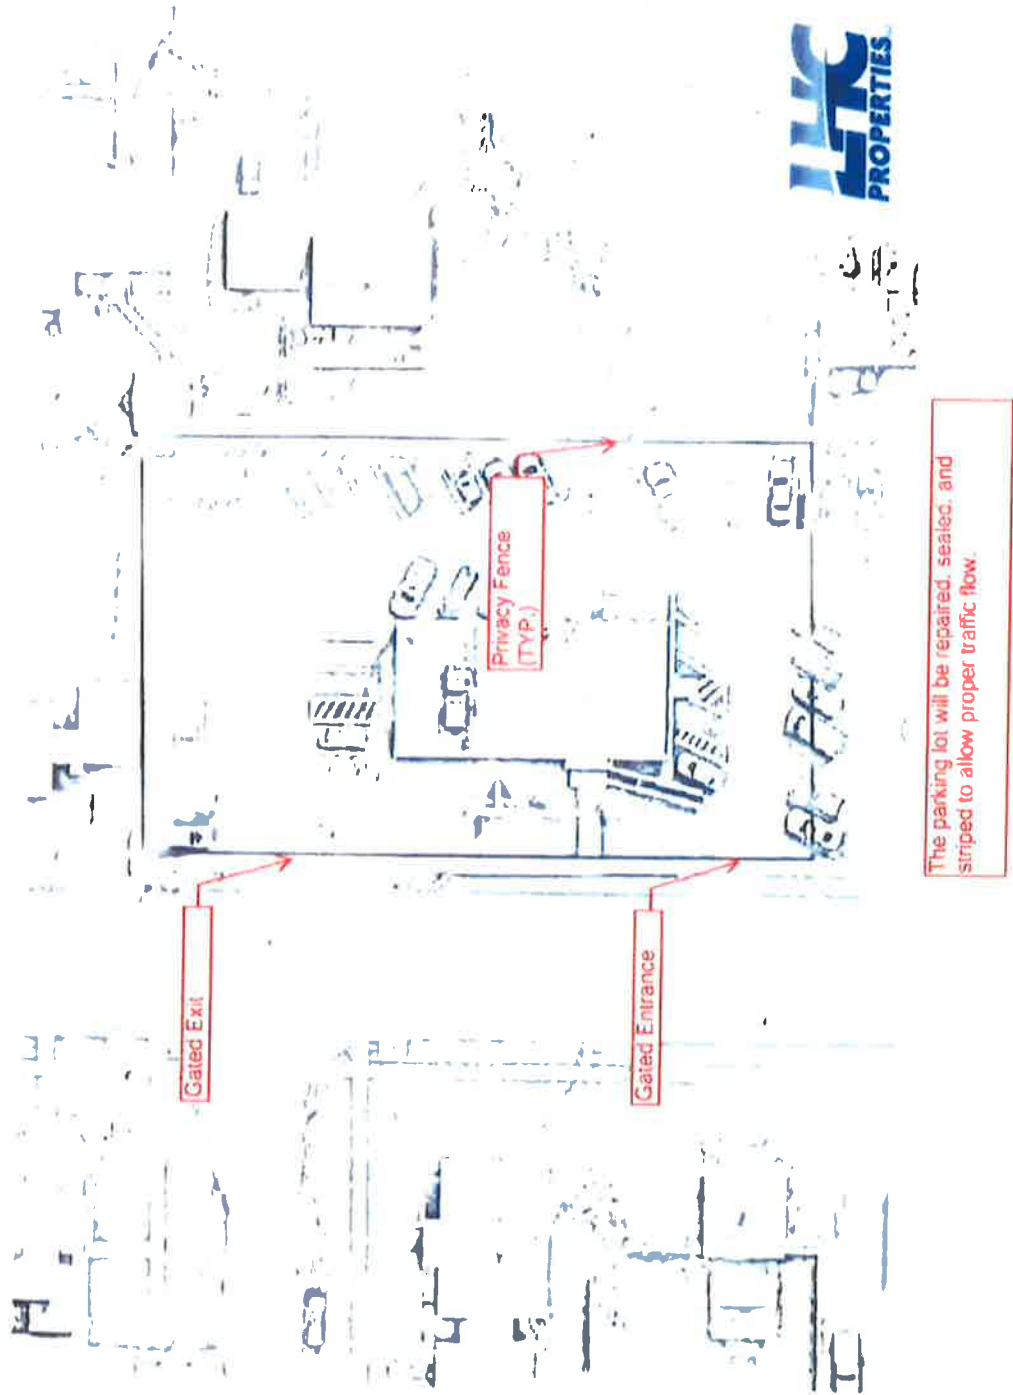 LHC
PROPERTIES
Privacy Fence
(TYP.)
Gated Exit
Gated Entrance
The parking lot will be repaired, sealed, and
striped to allow proper traffic flow.